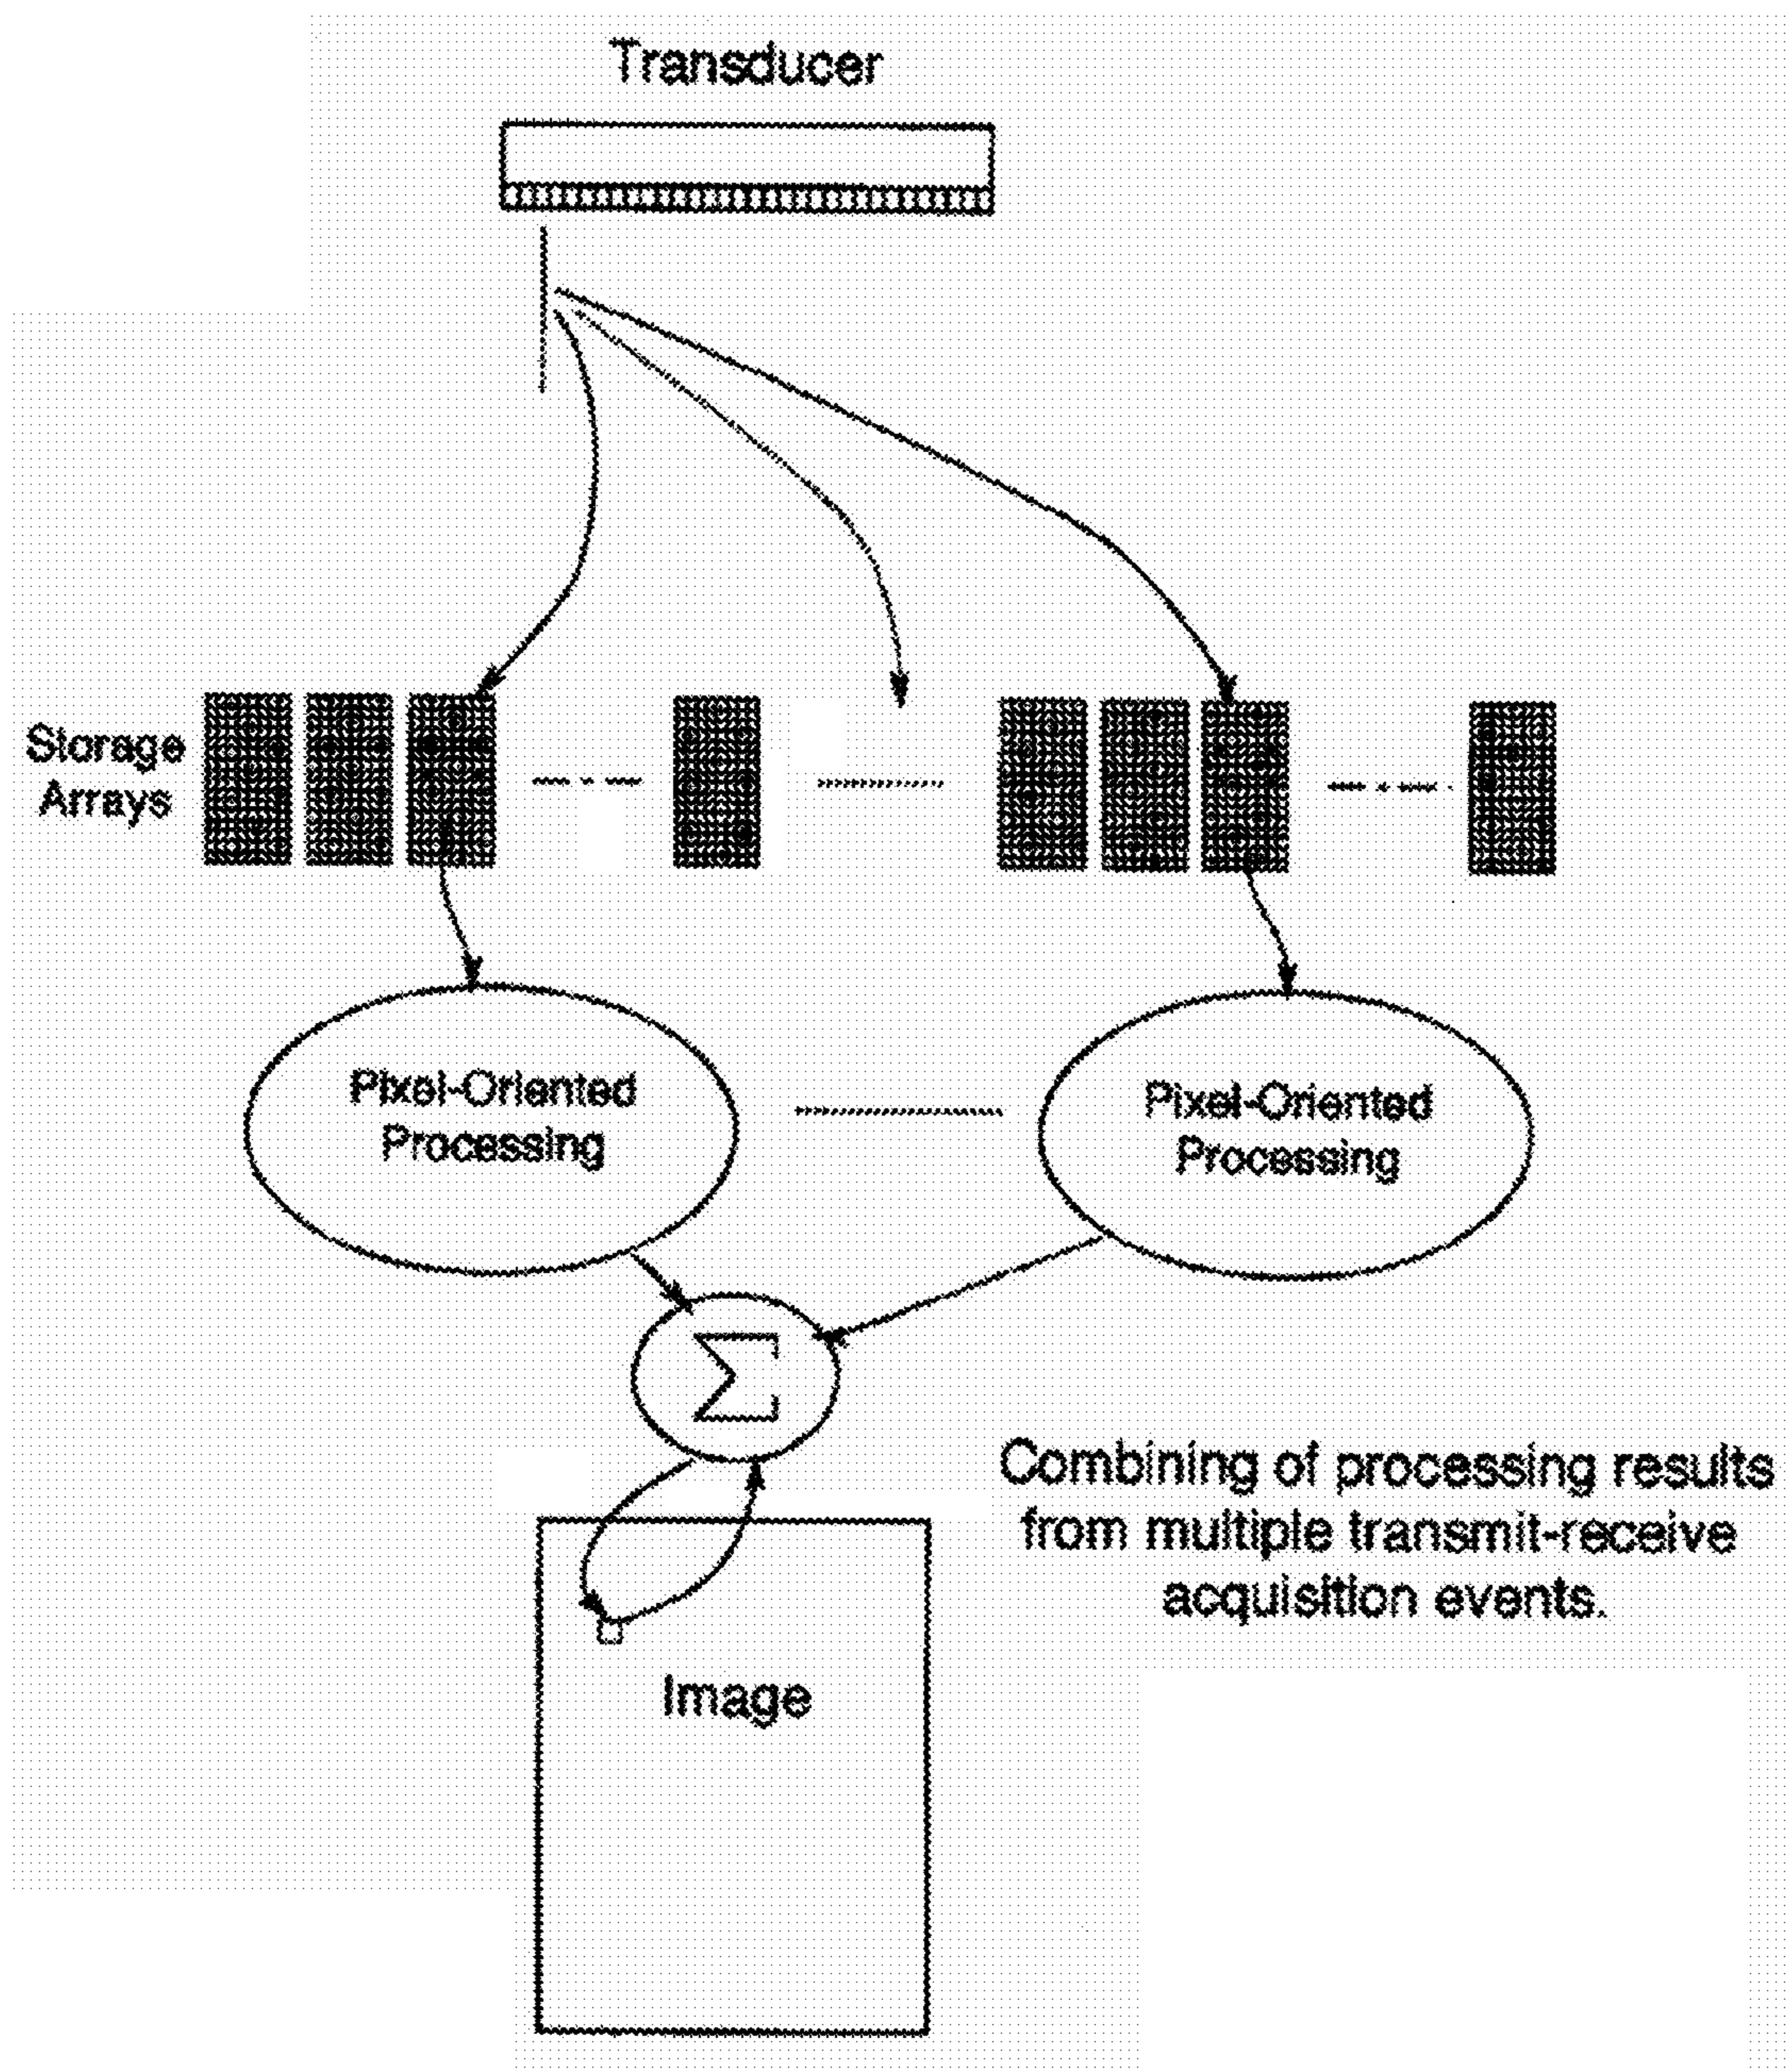 Transducer
Storage
Arrays
Pixel-Oriented
Processing
Pixel-Oriented
Processing
Σ
Combining of processing results
from multiple transmit-receive
acquisition events.
Image